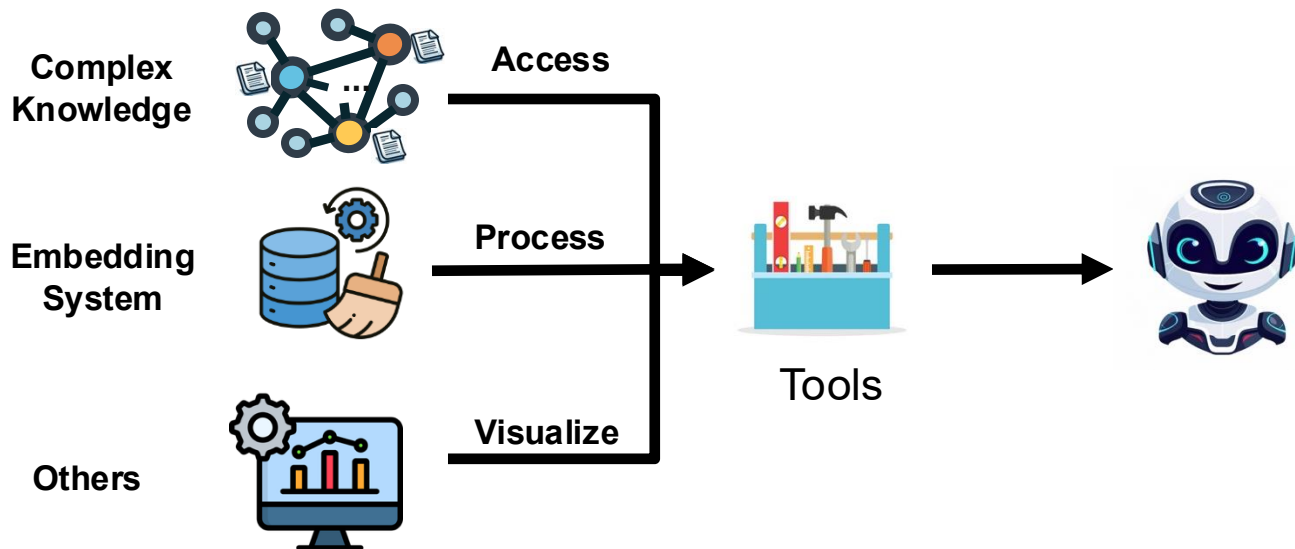 Complex
Knowledge
...
Access
Embedding
System
Process
Tools
Others
Visualize